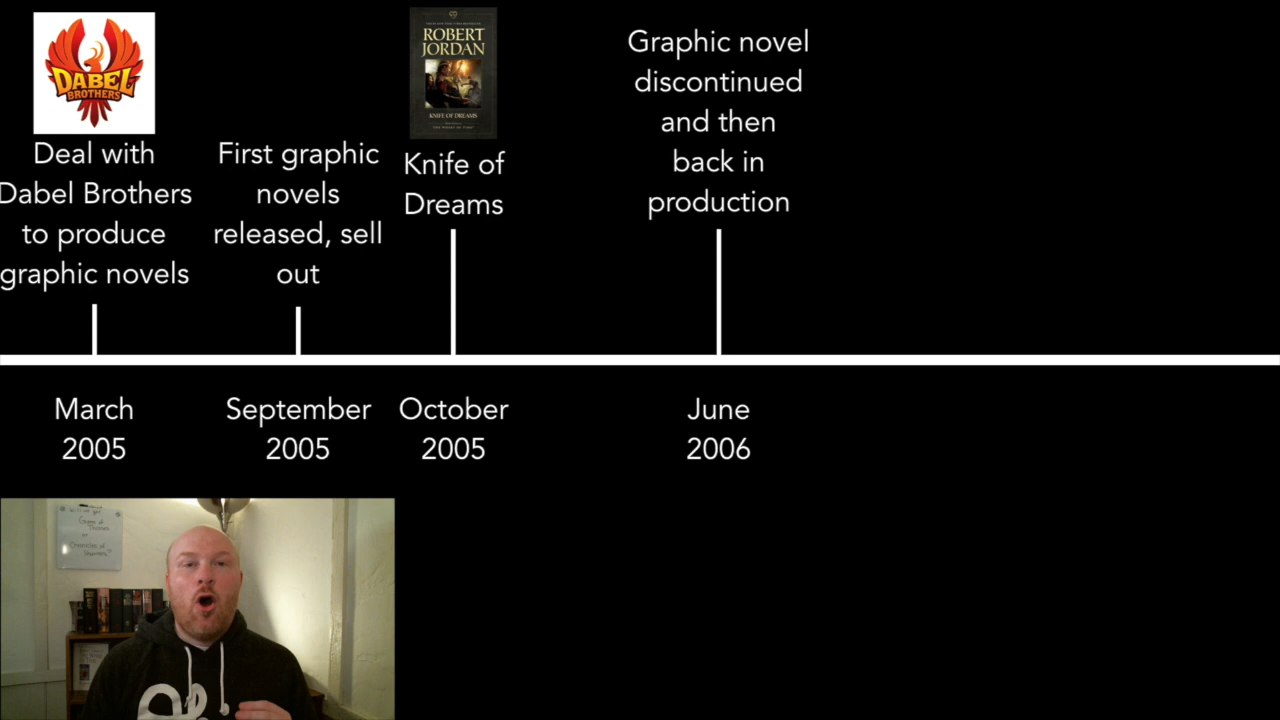 DABEL
BROTHERS
Deal with
Dabel Brothers
to produce
graphic novels
First graphic
novels
released, sell
out
ROBERT
JORDAN
KNIFE OF DREAMS
Knife of
Dreams
Graphic novel
discontinued
and then
back in
production
March
2005
September
2005
October
2005
June
2006